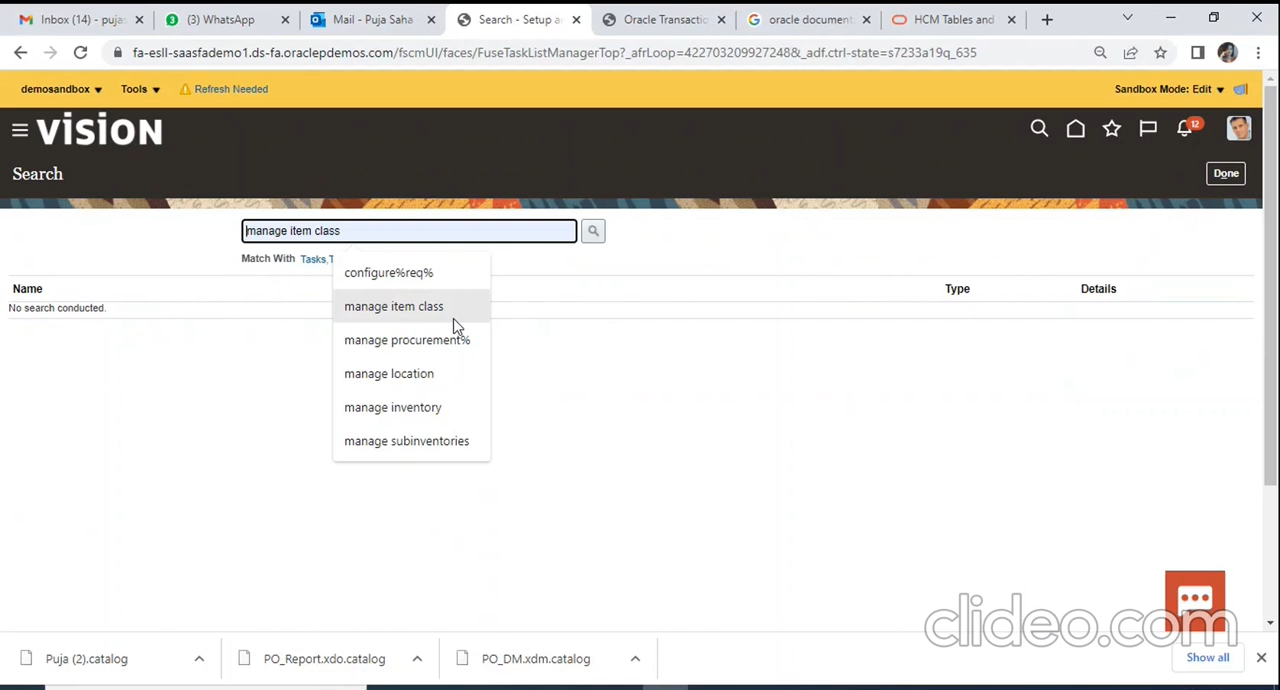 Inbox (14) - pujas
(3) WhatsApp
Mail - Puja Saha
Search - Setup a
Oracle Transactic
oracle document
HCM Tables and
fa-esll-saasfademo1.ds-fa.oraclepdemos.com/fscmUI/faces/FuseTaskListManagerTop?_afrLoop=42270320992724&_adf.ctrl-state=s7233a19q_635
demosandbox
Tools
Refresh Needed
Sandbox Mode: Edit
VISION
12
Search
Done
manage item class
Match With Tasks,T
configure%req%
Name
Type
Details
manage item class
No search conducted.
manage procurement%
manage location
manage inventory
manage subinventories
clideo.com
Puja (2).catalog
PO_Report.xdo.catalog
PO_DM.xdm.catalog
Show all